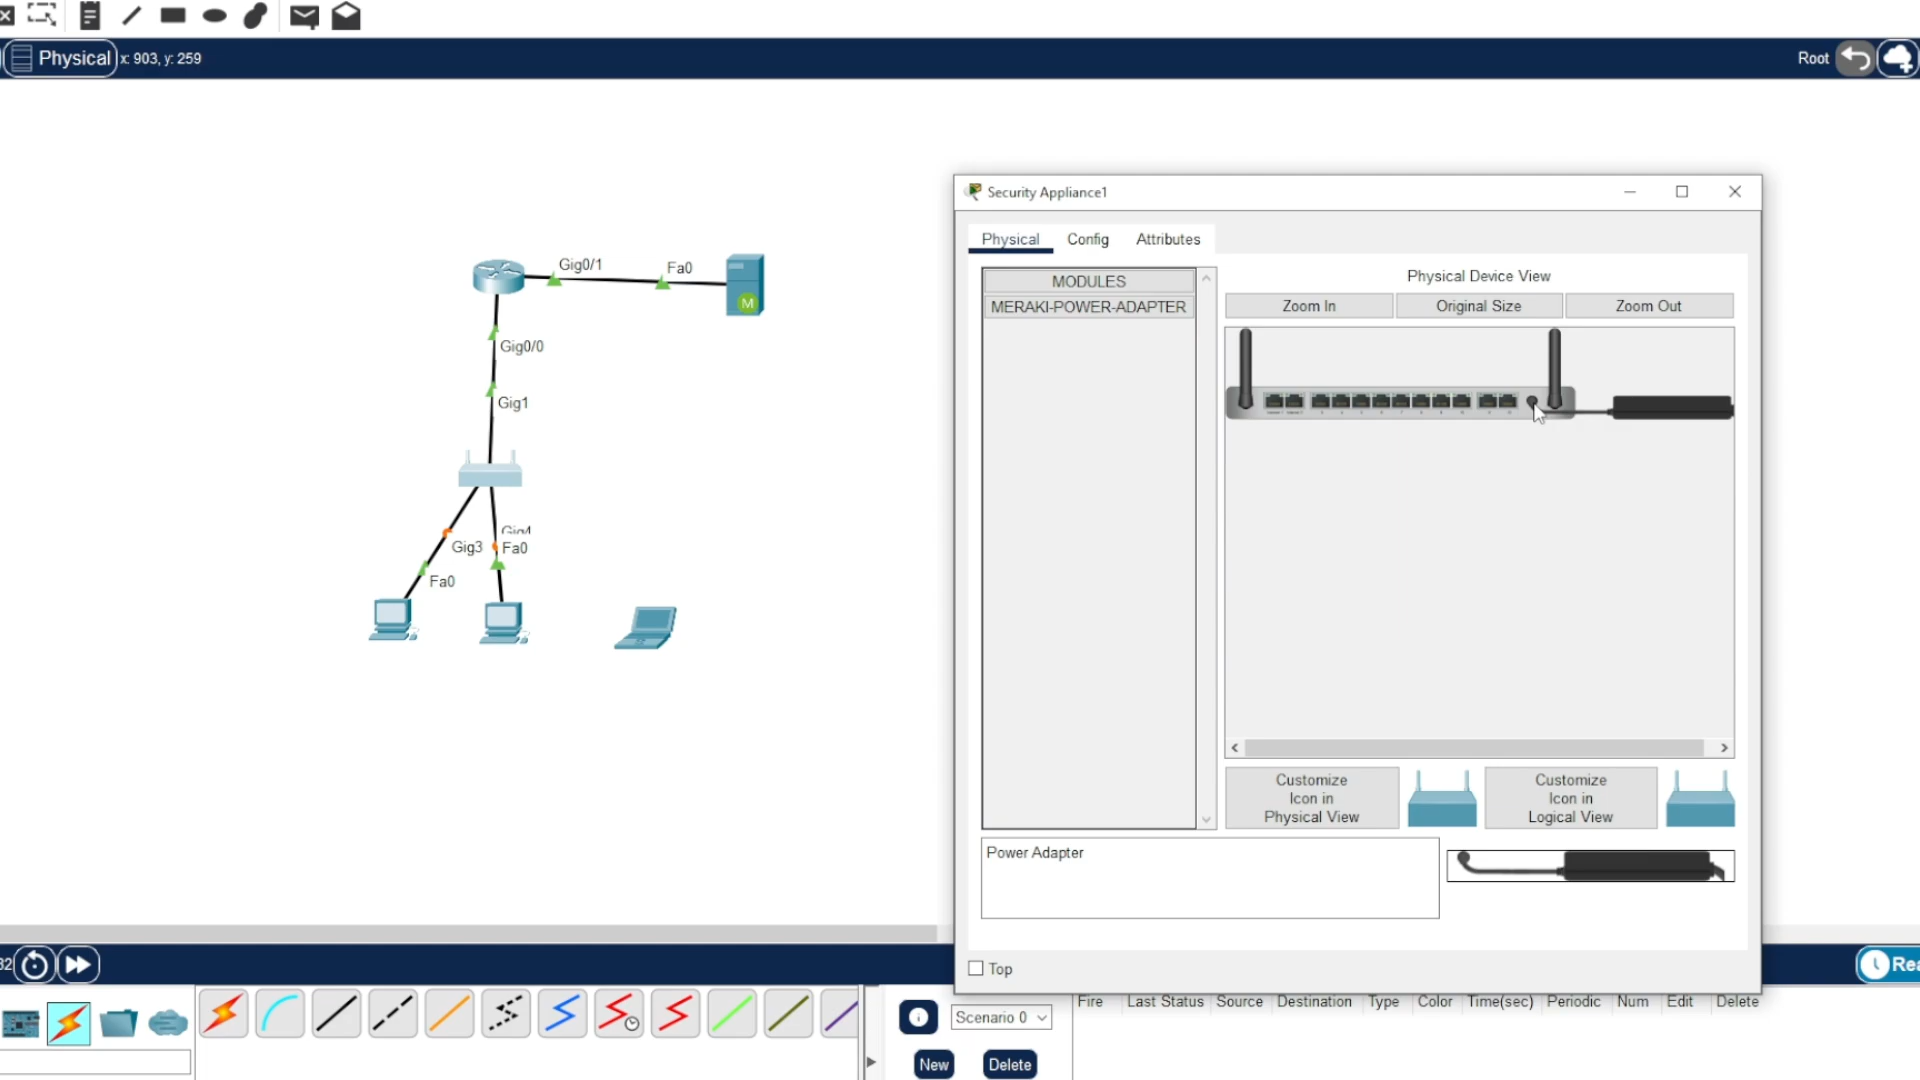 Physical x: 903, y: 259
Root
Security Appliance1
Physical Config Attributes
MODULES
MERAKI-POWER-ADAPTER
Physical Device View
Zoom In Original Size Zoom Out
Gig0/1
Fa0
M
Gig0/0
Gig1
Gig4
Gig3 Fa0
Fa0
Customize
Icon in
Physical View
Customize
Icon in
Logical View
Power Adapter
Top
32
Rea
Scenario 0
New Delete
Fire Last Status Source Destination Type Color Time(sec) Periodic Num Edit Delete